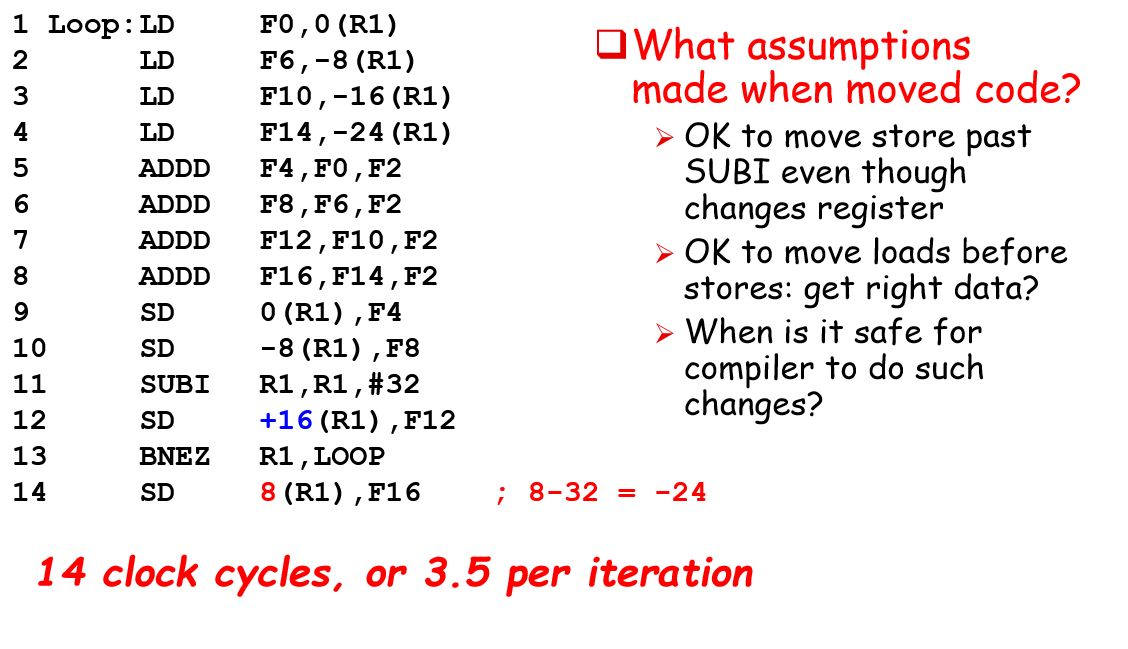 1 Loop:LD F0,0(R1)
2 LD F6,-8(R1)
3 LD F10,-16(R1)
4 LD F14,-24(R1)
5 ADDD F4,F0,F2
6 ADDD F8,F6,F2
7 ADDD F12,F10,F2
8 ADDD F16,F14,F2
9 SD 0(R1),F4
10 SD -8(R1),F8
11 SUBI R1,R1,#32
12 SD +16(R1),F12
13 BNEZ R1,LOOP
14 SD 8(R1),F16 ; 8-32 = -24
What assumptions
made when moved code?
OK to move store past
SUBI even though
changes register
OK to move loads before
stores: get right data?
When is it safe for
compiler to do such
changes?
14 clock cycles, or 3.5 per iteration